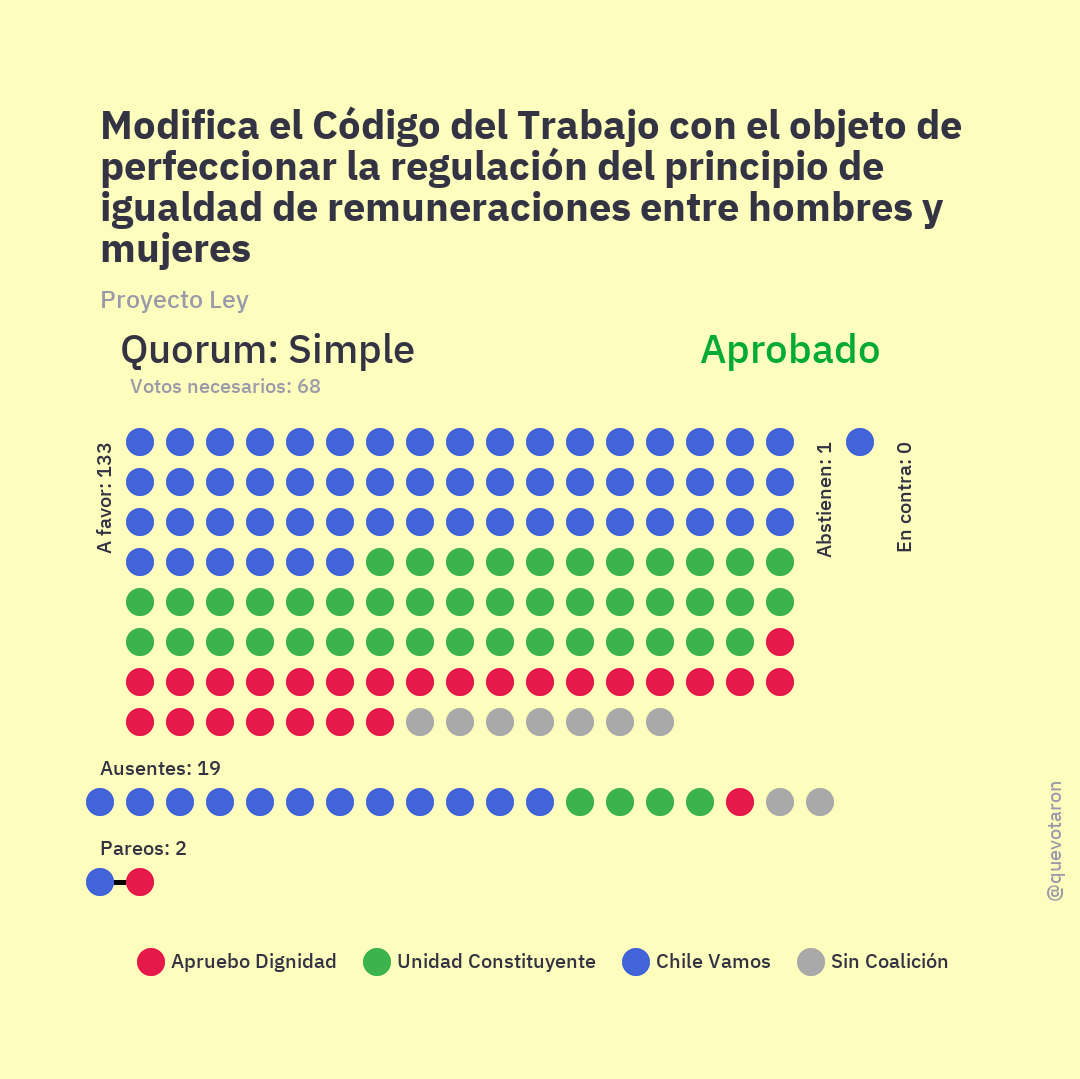 Modifica el Código del Trabajo con el objeto de
perfeccionar la regulación del principio de
igualdad de remuneraciones entre hombres y
mujeres
Proyecto Ley
Quorum: Simple
Aprobado
Votos necesarios: 68
A favor: 133
Abstienen: 1
En contra: 0
Ausentes: 19
Pareos: 2
@quevotaron
Apruebo Dignidad
Unidad Constituyente
Chile Vamos
Sin Coalición